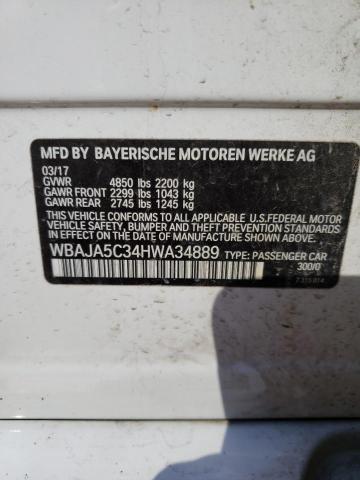 MFD BY BAYERISCHE MOTOREN WERKE AG
03/17
GVWR 4850 lbs 2200 kg
GAWR FRONT 2299 lbs 1043 kg
GAWR REAR 2745 lbs 1245 kg
THIS VEHICLE CONFORMS TO ALL APPLICABLE U.S.FEDERAL MOTOR
VEHICLE SAFETY, BUMPER AND THEFT PREVENTION STANDARDS
IN EFFECT ON THE DATE OF MANUFACTURE SHOWN ABOVE.
WBAJA5C34HWA34889 TYPE: PASSENGER CAR
300/0